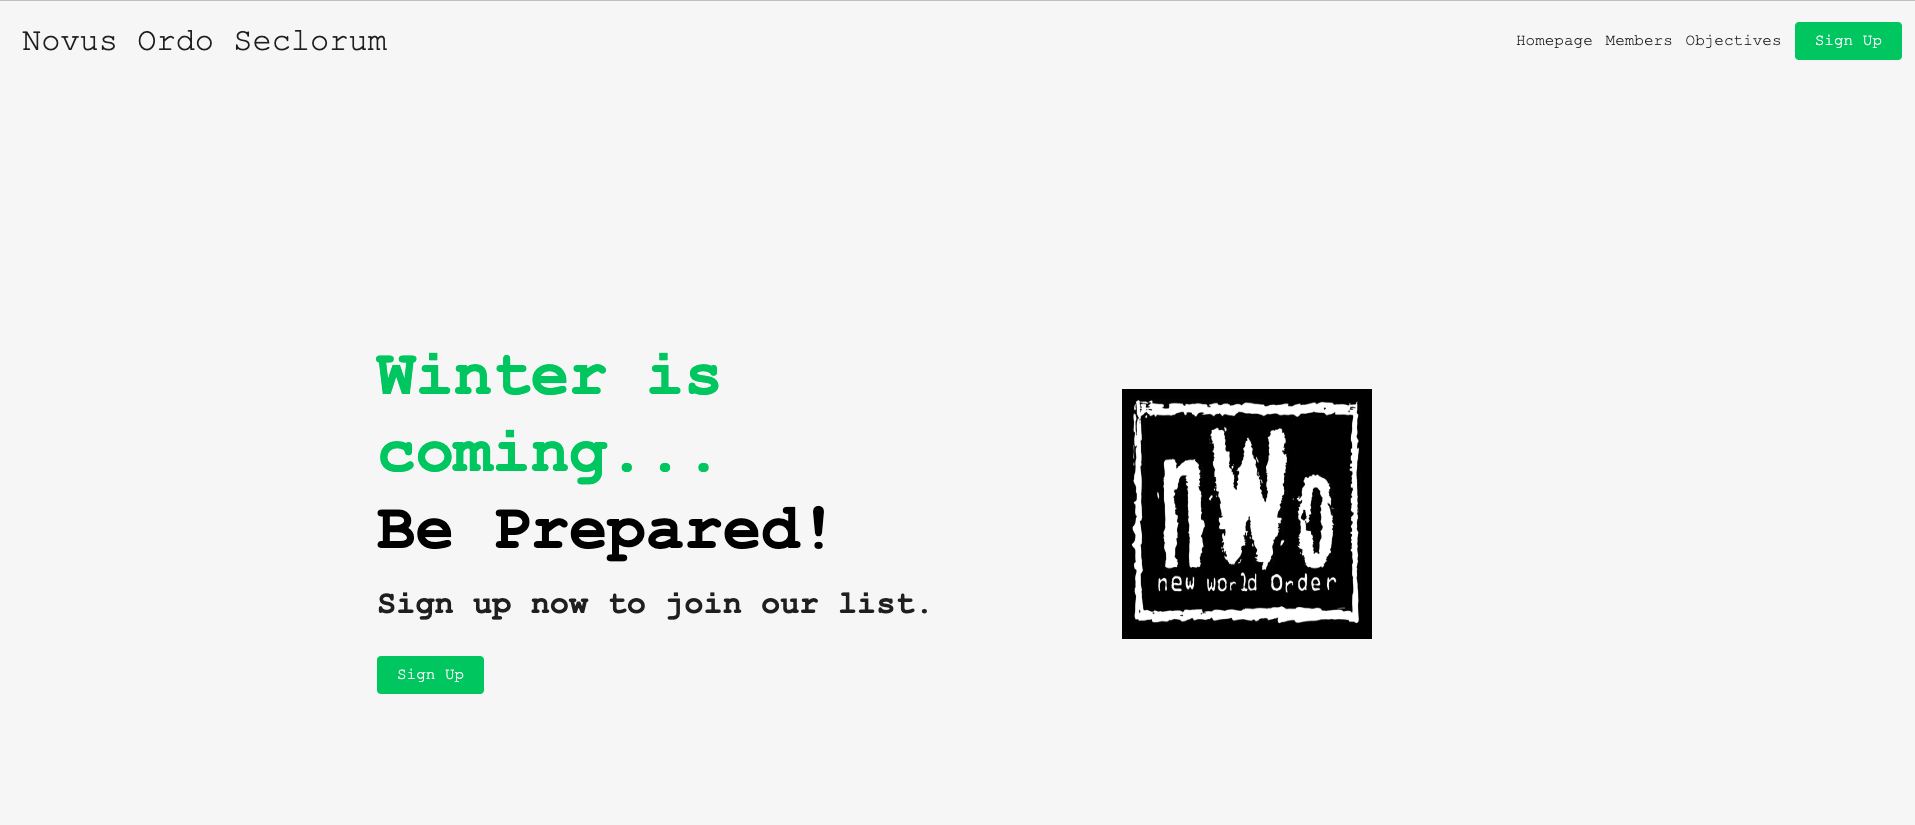 Novus Ordo Seclorum
Homepage Members Objectives Sign Up
Winter is
coming...
Be Prepared!
Sign up now to join our list.
Sign Up
nWo
new world Order